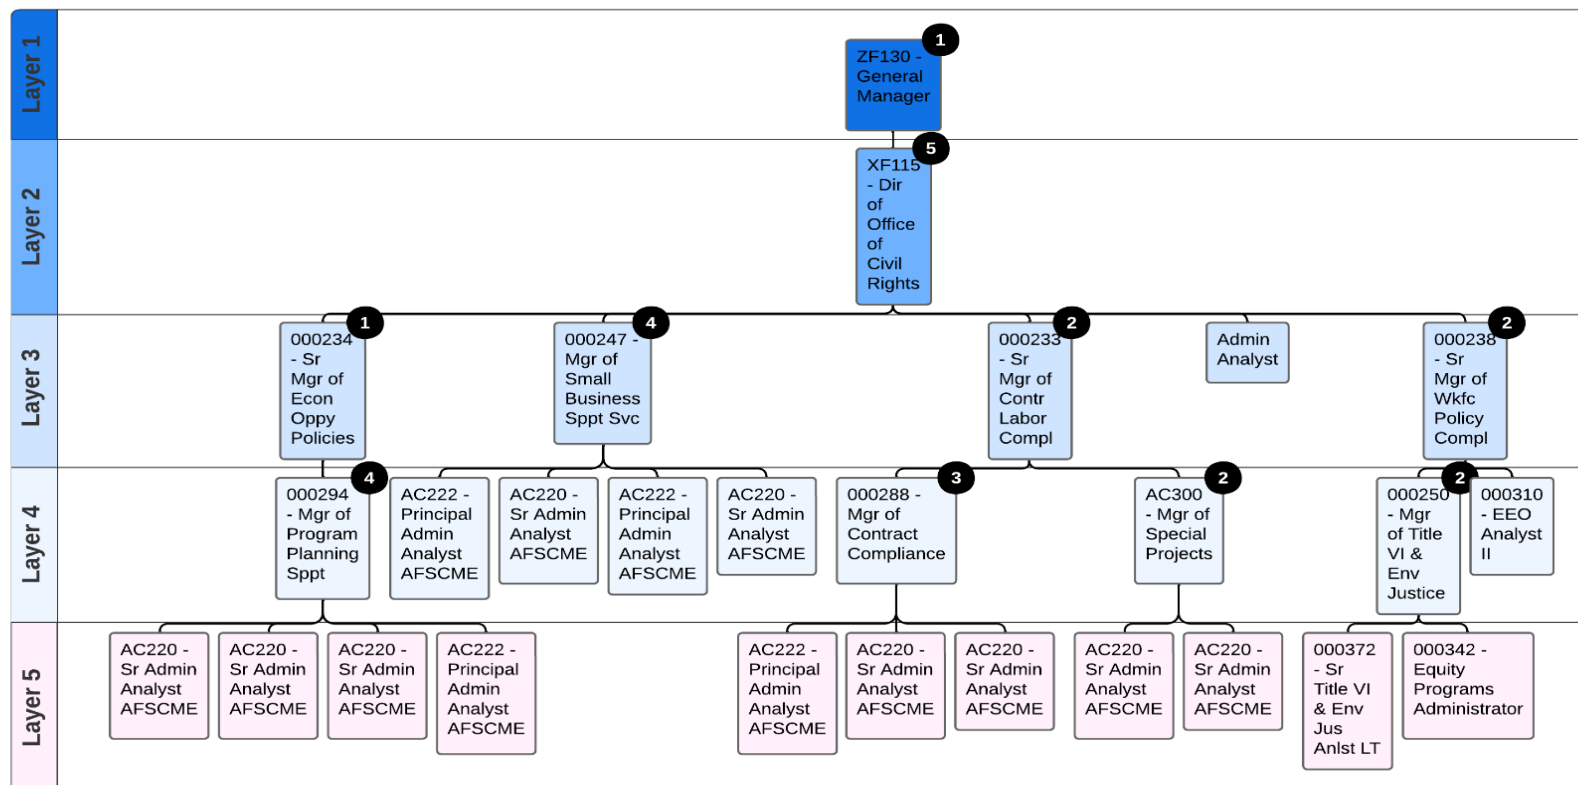 Layer 1
1
ZF130 -
General
Manager
Layer 2
5
XF115
- Dir
of
Office
of
Civil
Rights
Layer 3
1
000234
- Sr
Mgr of
Econ
Oppy
Policies
4
000247 -
Mgr of
Small
Business
Sppt Svc
2
000233
- Sr
Mgr of
Contr
Labor
Compl
Admin
Analyst
2
000238
- Sr
Mgr of
Wkfc
Policy
Compl
Layer 4
4
000294
- Mgr of
Program
Planning
Sppt
AC222 -
Principal
Admin
Analyst
AFSCME
AC220 -
Sr Admin
Analyst
AFSCME
AC222 -
Principal
Admin
Analyst
AFSCME
AC220 -
Sr Admin
Analyst
AFSCME
3
000288 -
Mgr of
Contract
Compliance
2
AC300
- Mgr of
Special
Projects
2
000250
- Mgr
of Title
VI &
Env
Justice
000310
- EEO
Analyst
II
Layer 5
AC220 -
Sr Admin
Analyst
AFSCME
AC220 -
Sr Admin
Analyst
AFSCME
AC220 -
Sr Admin
Analyst
AFSCME
AC222 -
Principal
Admin
Analyst
AFSCME
AC222 -
Principal
Admin
Analyst
AFSCME
AC220 -
Sr Admin
Analyst
AFSCME
AC220 -
Sr Admin
Analyst
AFSCME
AC220 -
Sr Admin
Analyst
AFSCME
AC220 -
Sr Admin
Analyst
AFSCME
000372
- Sr
Title VI
& Env
Jus
Anlst LT
000342 -
Equity
Programs
Administrator